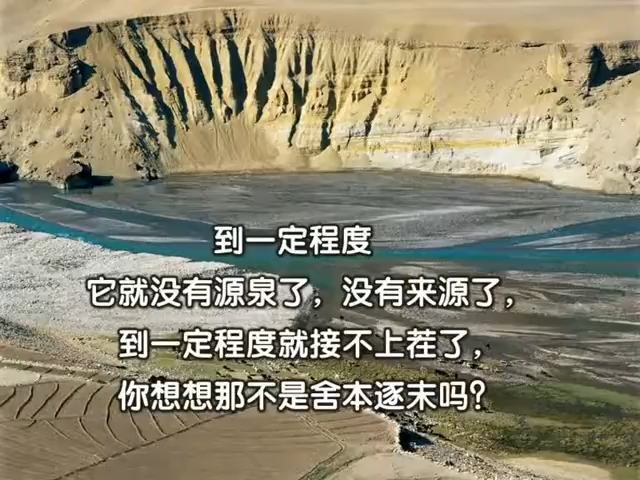 到一定程度
它就没有源泉了，没有来源了，
到一定程度就接不上茬了，
你想想那不是舍本逐末吗？